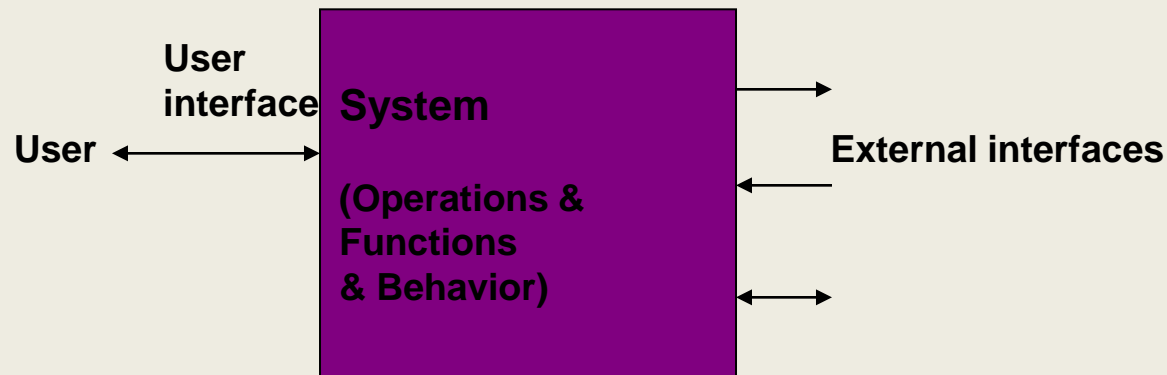 User
interface
User
System
(Operations &
Functions
& Behavior)
External interfaces